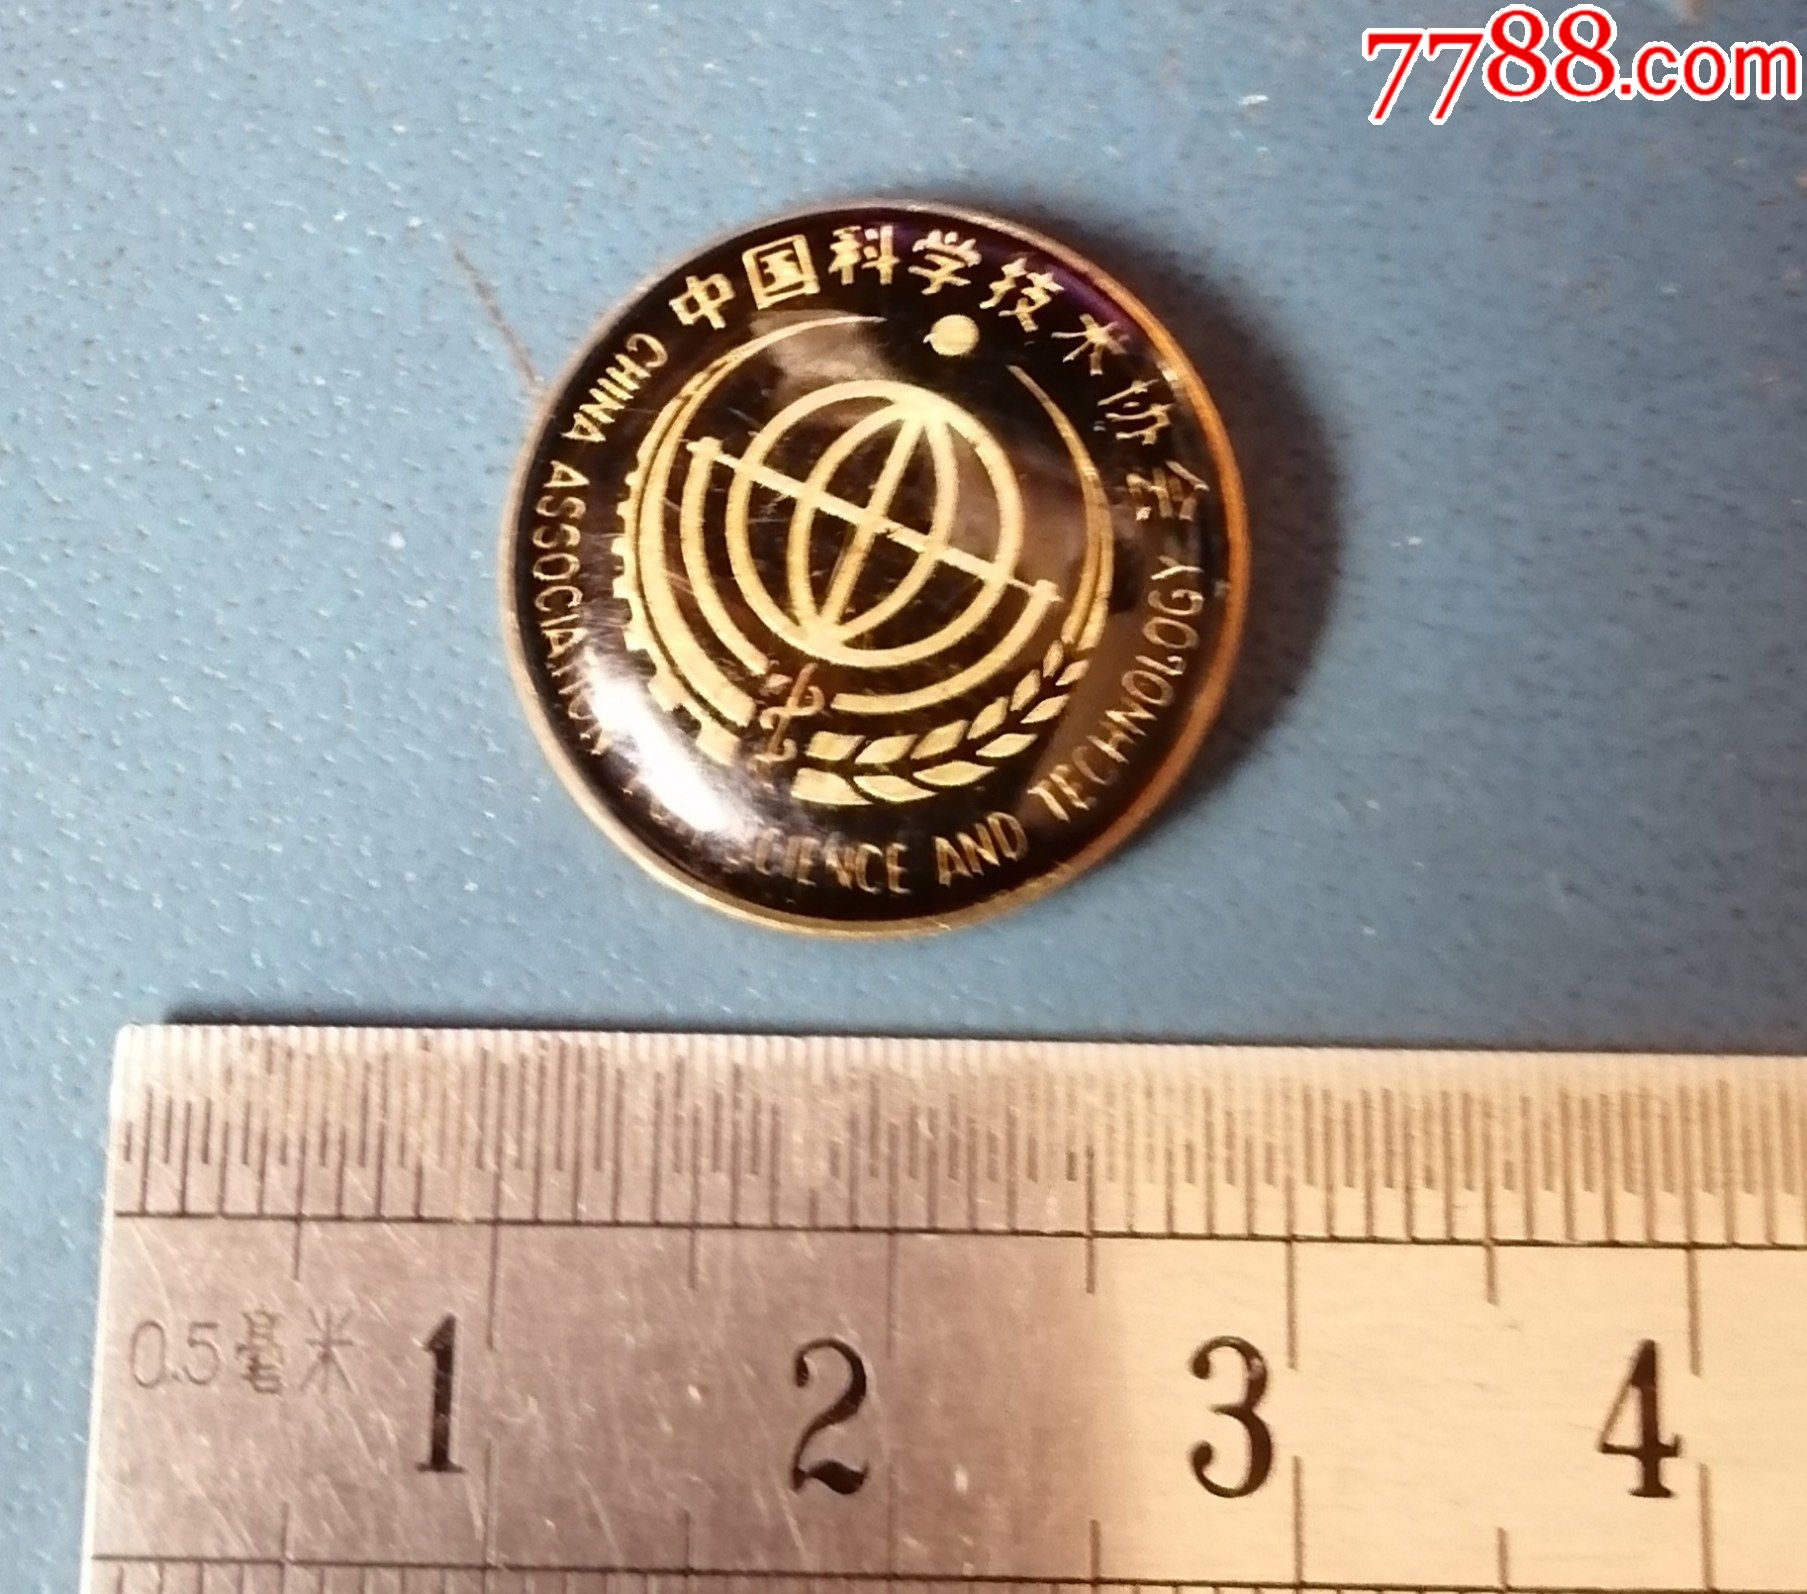 7788.com
中国科学技术协会
CHINA ASSOCIATION FOR SCIENCE AND TECHNOLOGY
0.5毫米
1 2 3 4